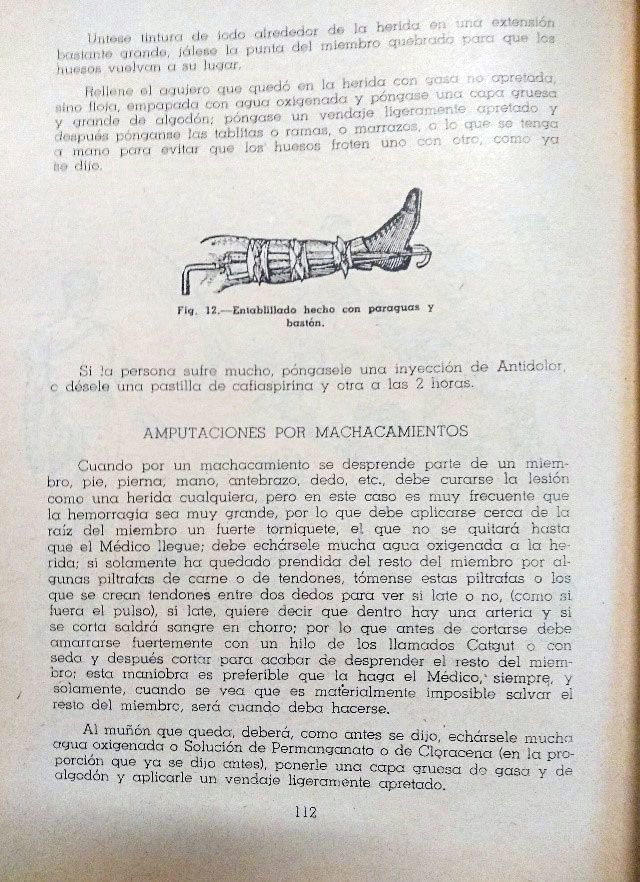 Untese tintura de iodo alrededor de la herida en una extensión
bastante grande, jálese la punta del miembro quebrado para que los
huesos vuelvan a su lugar.
Rellene el agujero que quedó en la herida con gasa no apretada,
sino floja, empapada con agua oxigenada y póngase una capa gruesa
y grande de algodón; póngase un vendaje ligeramente apretado y
después pónganse las tablitas o ramas, o marrazos, o lo que se tenga
a mano para evitar que los huesos froten uno con otro, como ya
se dijo.
Fig. 12.—Entablillado hecho con paraguas y
bastón.
Si la persona sufre mucho, póngasele una inyección de Antidolor,
o désele una pastilla de cafiaspirina y otra a las 2 horas.
AMPUTACIONES POR MACHACAMIENTOS
Cuando por un machacamiento se desprende parte de un miem-
bro, pie, pierna, mano, antebrazo, dedo, etc., debe curarse la lesión
como una herida cualquiera, pero en este caso es muy frecuente que
la hemorragia sea muy grande, por lo que debe aplicarse cerca de la
raíz del miembro un fuerte torniquete, el que no se quitará hasta
que el Médico llegue; debe echársele mucha agua oxigenada a la he-
rida; si solamente ha quedado prendida del resto del miembro por al-
gunas piltrafas de carne o de tendones, tómense estas piltrafas o los
que se crean tendones entre dos dedos para ver si late o no, (como si
fuera el pulso), si late, quiere decir que dentro hay una arteria y si
se corta saldrá sangre en chorro; por lo que antes de cortarse debe
amarrarse fuertemente con un hilo de los llamados Catgut o con
seda y después cortar para acabar de desprender el resto del miem-
bro; esta maniobra es preferible que la haga el Médico, siempre, y
solamente, cuando se vea que es materialmente imposible salvar el
resto del miembro, será cuando deba hacerse.
Al muñón que queda, deberá, como antes se dijo, echársele mucha
agua oxigenada o Solución de Permanganato o de Cloracena (en la pro-
porción que ya se dijo antes), ponerle una capa gruesa de gasa y de
algodón y aplicarle un vendaje ligeramente apretado.
112